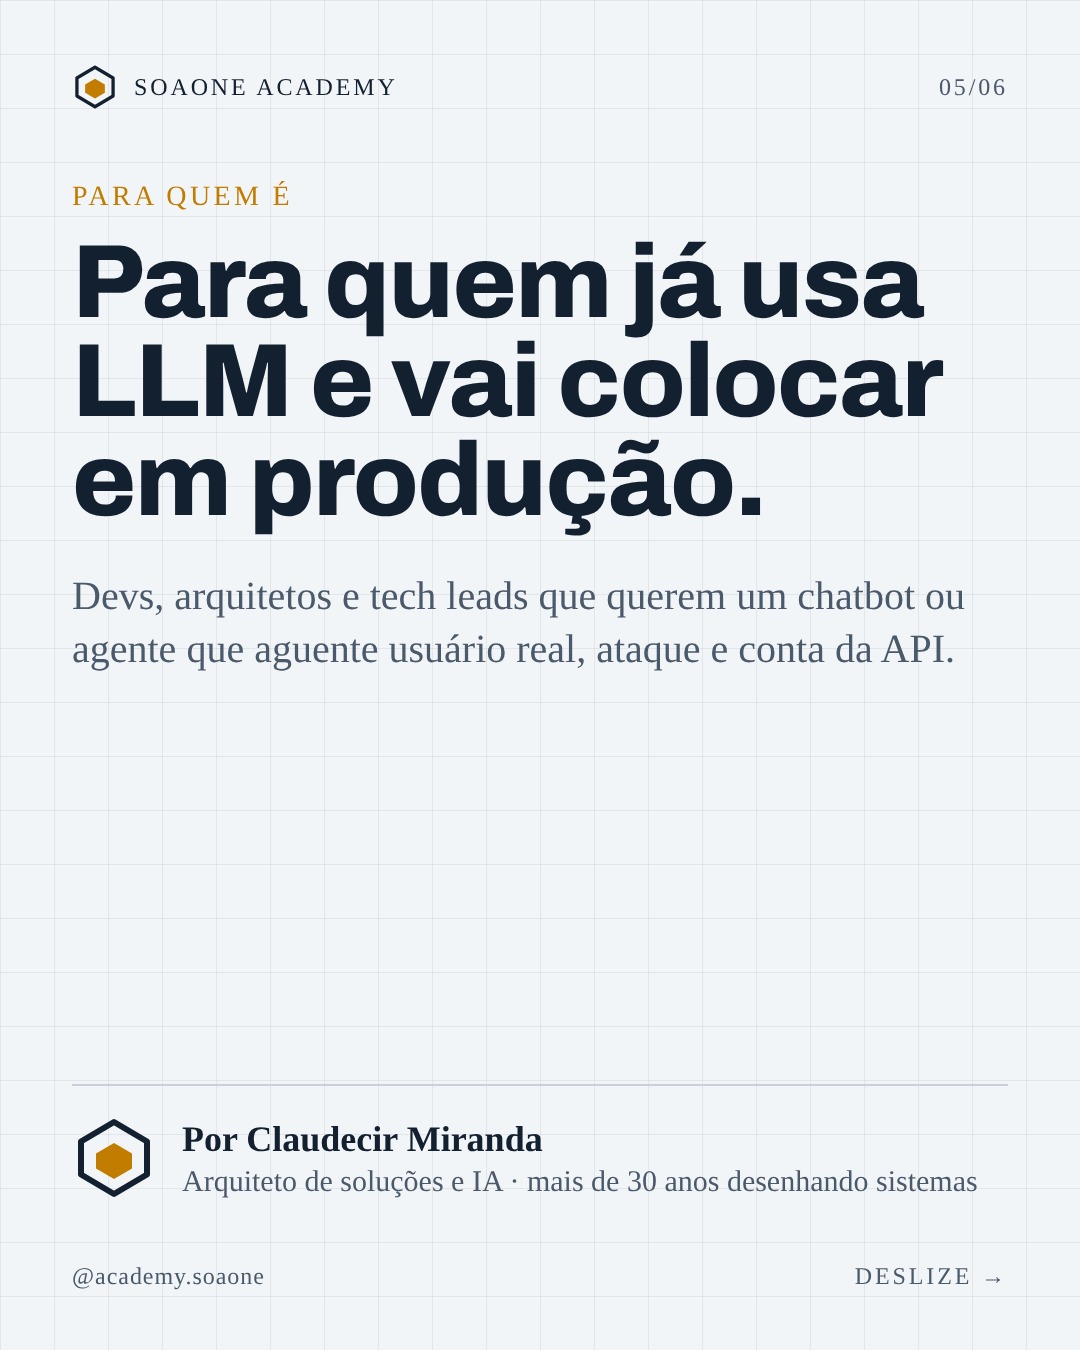 SOAONE ACADEMY
05/06
PARA QUEM É
Para quem já usa
LLM e vai colocar
em produção.
Devs, arquitetos e tech leads que querem um chatbot ou
agente que aguente usuário real, ataque e conta da API.
Por Claudecir Miranda
Arquiteto de soluções e IA · mais de 30 anos desenhando sistemas
@academy.soaone
DESLIZE →